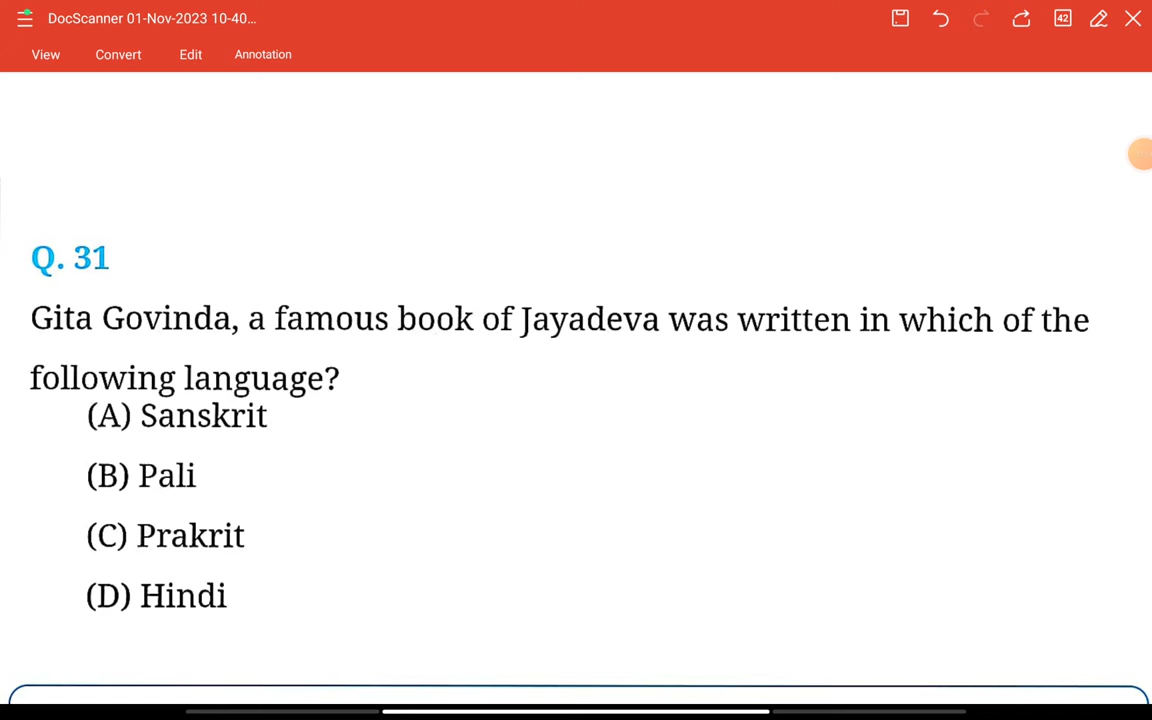 DocScanner 01-Nov-2023 10-40...
42
View Convert Edit Annotation
Q. 31
Gita Govinda, a famous book of Jayadeva was written in which of the
following language?
(A) Sanskrit
(B) Pali
(C) Prakrit
(D) Hindi